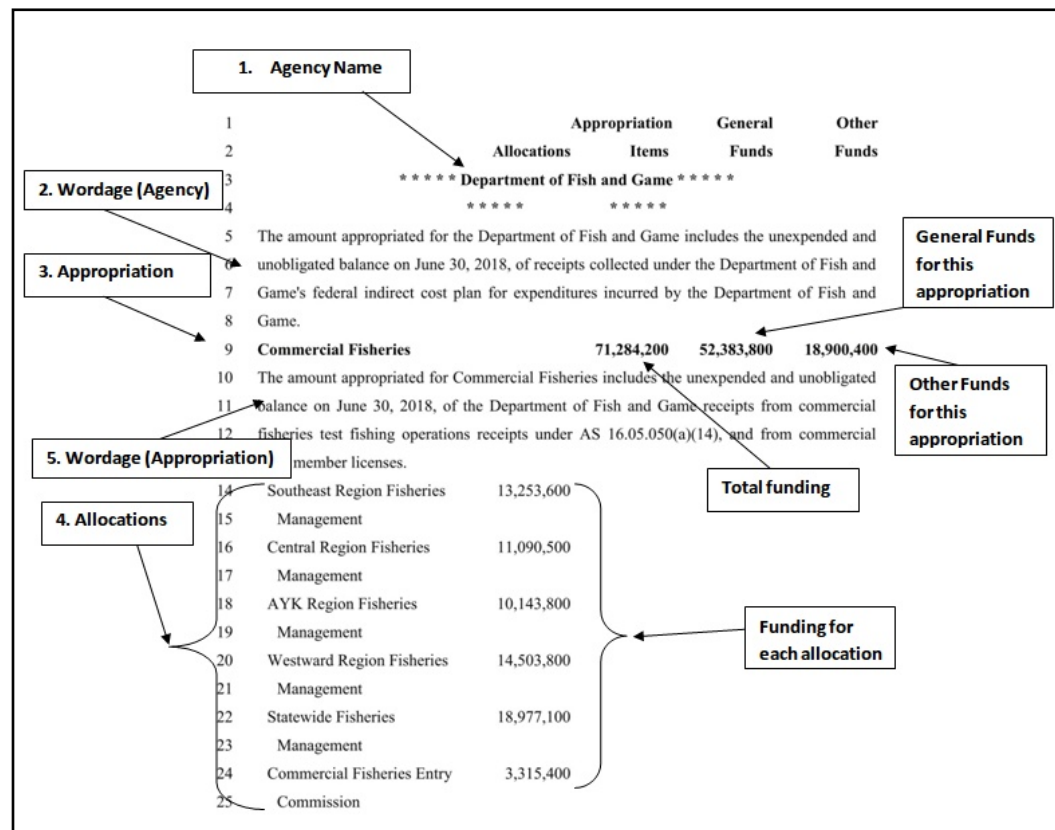 1. Agency Name
1 Appropriation General Other
2 Allocations Items Funds Funds
3 * * * * * Department of Fish and Game * * * * *
2. Wordage (Agency)
4 * * * * * * * * * *
5 The amount appropriated for the Department of Fish and Game includes the unexpended and
General Funds
for this
appropriation
3. Appropriation
6 unobligated balance on June 30, 2018, of receipts collected under the Department of Fish and
7 Game's federal indirect cost plan for expenditures incurred by the Department of Fish and
8 Game.
9 Commercial Fisheries 71,284,200 52,383,800 18,900,400
10 The amount appropriated for Commercial Fisheries includes the unexpended and unobligated
Other Funds
for this
appropriation
11 balance on June 30, 2018, of the Department of Fish and Game receipts from commercial
12 fisheries test fishing operations receipts under AS 16.05.050(a)(14), and from commercial
5. Wordage (Appropriation)
member licenses.
Total funding
14 Southeast Region Fisheries 13,253,600
4. Allocations
15 Management
16 Central Region Fisheries 11,090,500
17 Management
18 AYK Region Fisheries 10,143,800
19 Management
Funding for
each allocation
20 Westward Region Fisheries 14,503,800
21 Management
22 Statewide Fisheries 18,977,100
23 Management
24 Commercial Fisheries Entry 3,315,400
25 Commission